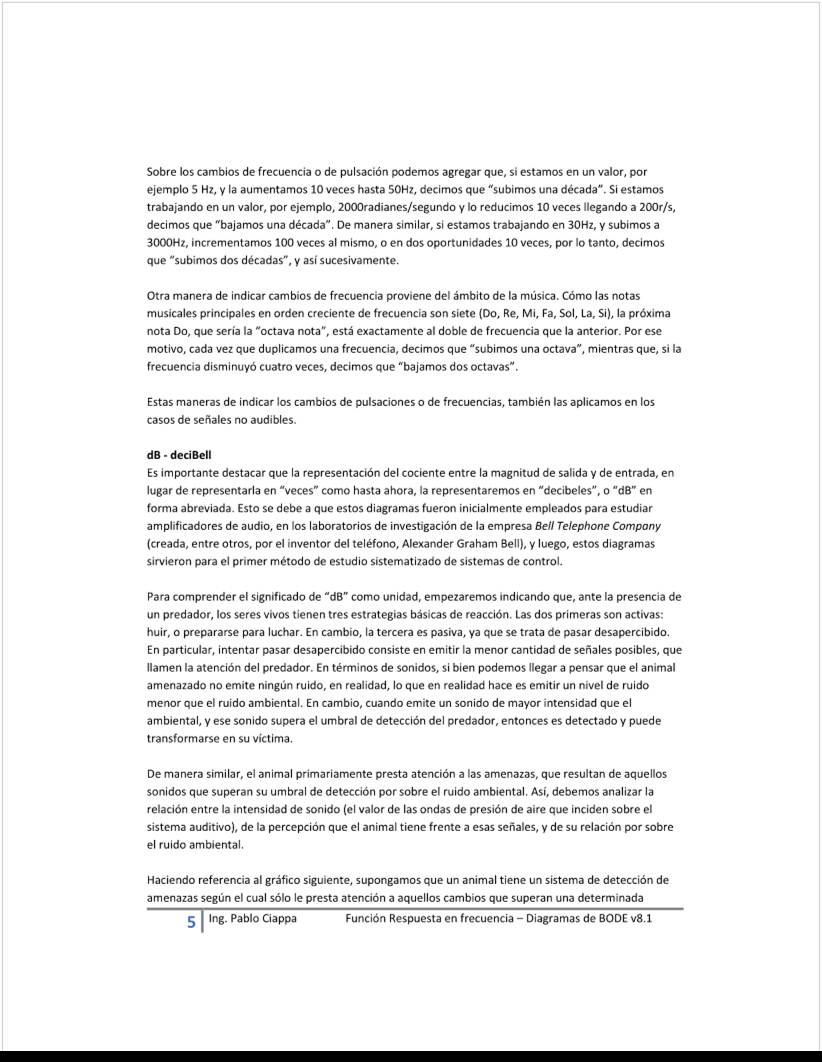 Sobre los cambios de frecuencia o de pulsación podemos agregar que, si estamos en un valor, por
ejemplo 5 Hz, y la aumentamos 10 veces hasta 50Hz, decimos que “subimos una década”. Si estamos
trabajando en un valor, por ejemplo, 2000radianes/segundo y lo reducimos 10 veces llegando a 200r/s,
decimos que “bajamos una década”. De manera similar, si estamos trabajando en 30Hz, y subimos a
3000Hz, incrementamos 100 veces al mismo, o en dos oportunidades 10 veces, por lo tanto, decimos
que “subimos dos décadas”, y así sucesivamente.
Otra manera de indicar cambios de frecuencia proviene del ámbito de la música. Cómo las notas
musicales principales en orden creciente de frecuencia son siete (Do, Re, Mi, Fa, Sol, La, Si), la próxima
nota Do, que sería la “octava nota”, está exactamente al doble de frecuencia que la anterior. Por ese
motivo, cada vez que duplicamos una frecuencia, decimos que “subimos una octava”, mientras que, si la
frecuencia disminuyó cuatro veces, decimos que “bajamos dos octavas”.
Estas maneras de indicar los cambios de pulsaciones o de frecuencias, también las aplicamos en los
casos de señales no audibles.
dB - deciBell
Es importante destacar que la representación del cociente entre la magnitud de salida y de entrada, en
lugar de representarla en “veces” como hasta ahora, la representaremos en “decibeles”, o “dB” en
forma abreviada. Esto se debe a que estos diagramas fueron inicialmente empleados para estudiar
amplificadores de audio, en los laboratorios de investigación de la empresa Bell Telephone Company
(creada, entre otros, por el inventor del teléfono, Alexander Graham Bell), y luego, estos diagramas
sirvieron para el primer método de estudio sistematizado de sistemas de control.
Para comprender el significado de “dB” como unidad, empezaremos indicando que, ante la presencia de
un predador, los seres vivos tienen tres estrategias básicas de reacción. Las dos primeras son activas:
huir, o prepararse para luchar. En cambio, la tercera es pasiva, ya que se trata de pasar desapercibido.
En particular, intentar pasar desapercibido consiste en emitir la menor cantidad de señales posibles, que
llamen la atención del predador. En términos de sonidos, si bien podemos llegar a pensar que el animal
amenazado no emite ningún ruido, en realidad, lo que en realidad hace es emitir un nivel de ruido
menor que el ruido ambiental. En cambio, cuando emite un sonido de mayor intensidad que el
ambiental, y ese sonido supera el umbral de detección del predador, entonces es detectado y puede
transformarse en su víctima.
De manera similar, el animal primariamente presta atención a las amenazas, que resultan de aquellos
sonidos que superan su umbral de detección por sobre el ruido ambiental. Así, debemos analizar la
relación entre la intensidad de sonido (el valor de las ondas de presión de aire que inciden sobre el
sistema auditivo), de la percepción que el animal tiene frente a esas señales, y de su relación por sobre
el ruido ambiental.
Haciendo referencia al gráfico siguiente, supongamos que un animal tiene un sistema de detección de
amenazas según el cual sólo le presta atención a aquellos cambios que superan una determinada
5 Ing. Pablo Ciappa Función Respuesta en frecuencia – Diagramas de BODE v8.1